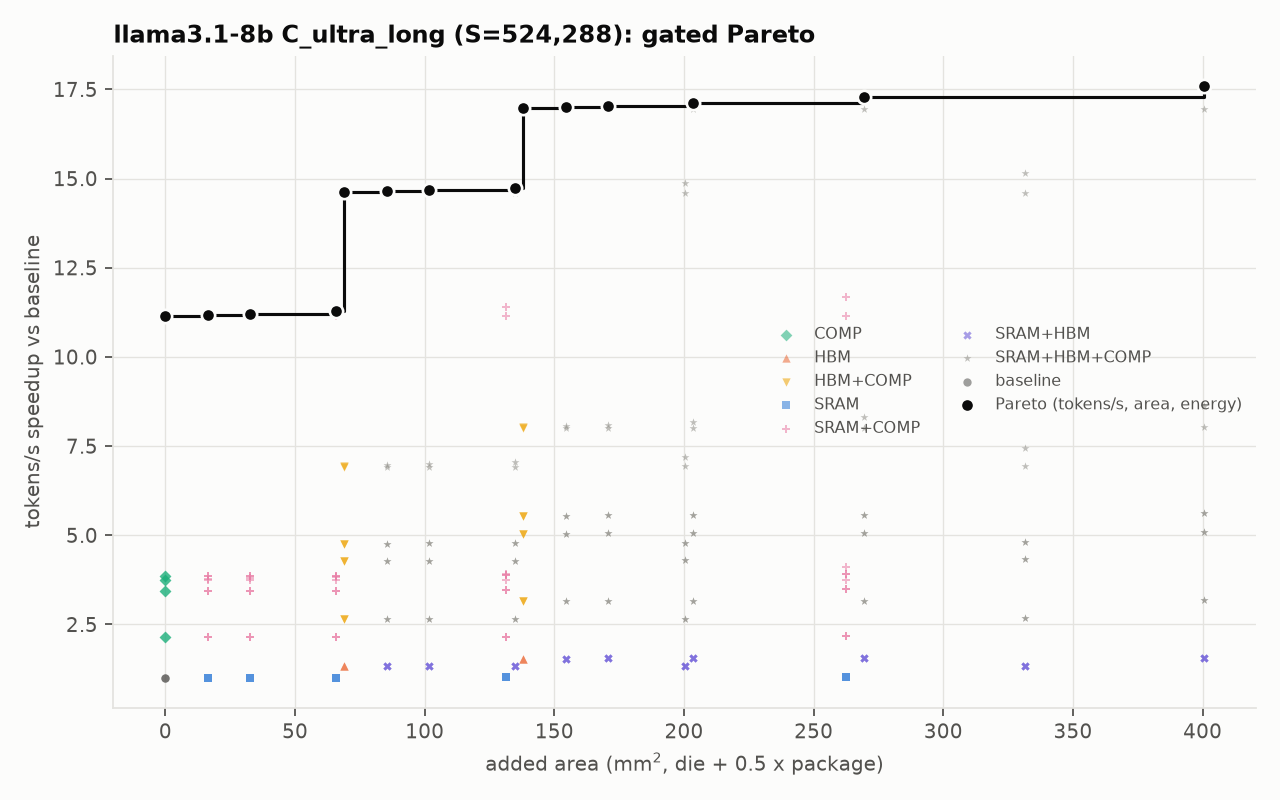 llama3.1-8b C_ultra_long (S=524,288): gated Pareto
tokens/s speedup vs baseline
17.5
15.0
12.5
10.0
7.5
5.0
2.5
COMP
HBM
HBM+COMP
SRAM
SRAM+COMP
SRAM+HBM
SRAM+HBM+COMP
baseline
Pareto (tokens/s, area, energy)
0 50 100 150 200 250 300 350 400
added area (mm², die + 0.5 x package)